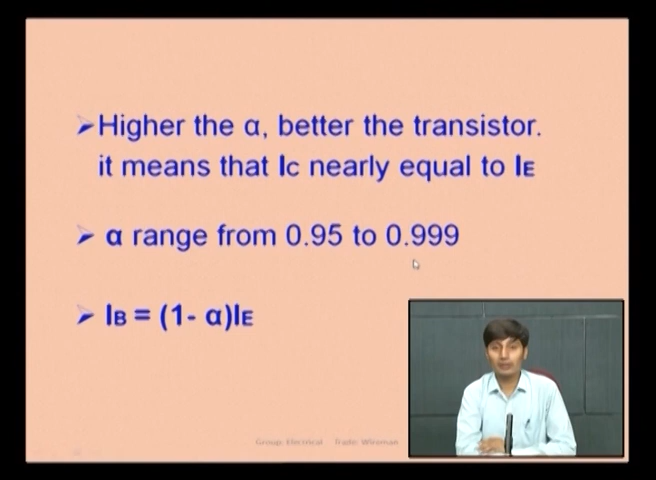 ➢Higher the α, better the transistor.
it means that Ic nearly equal to IE
➢ α range from 0.95 to 0.999
➢ IB = (1- α)IE
Group: Electrical Trade: Wireman